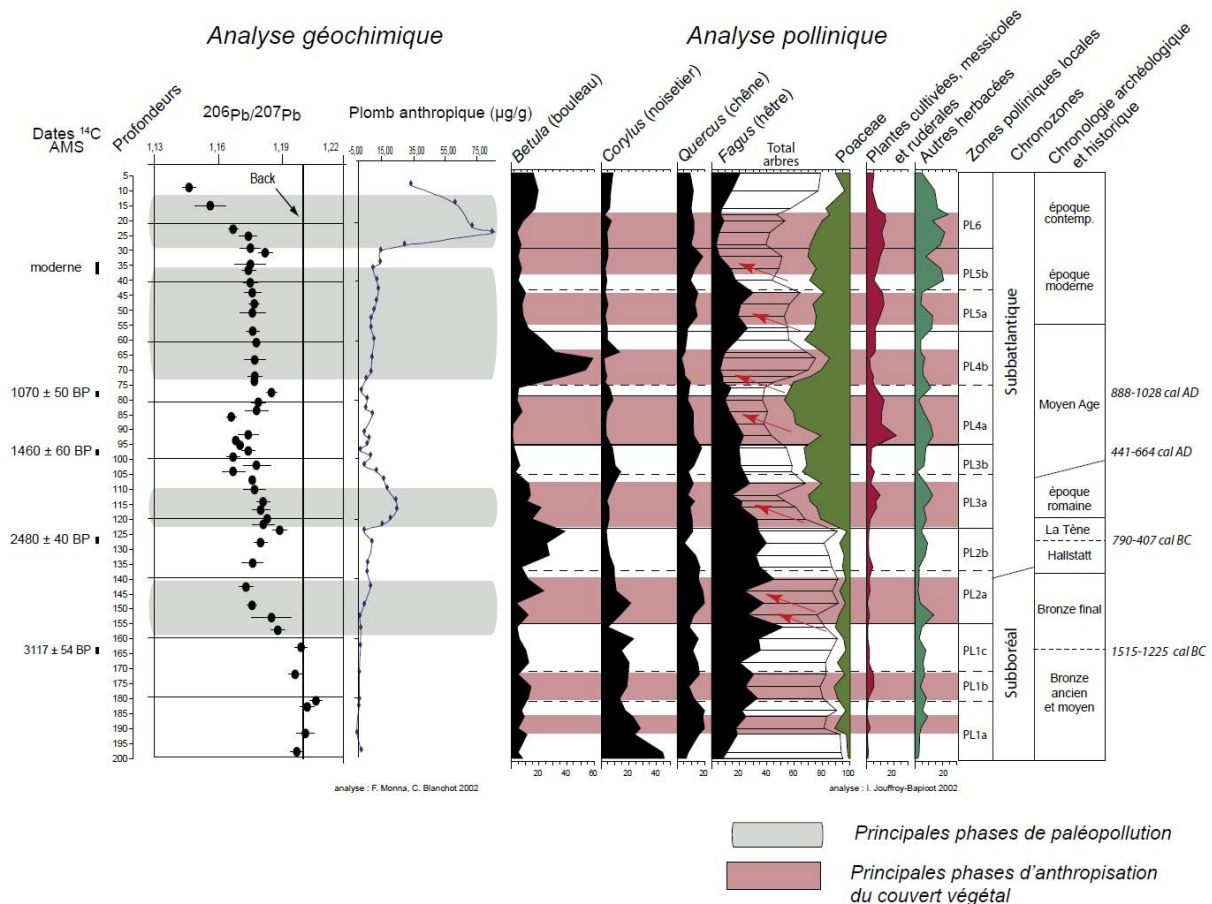 Analyse géochimique
Analyse pollinique
Dates ¹⁴C
AMS
Profondeurs
²⁰⁶Pb/²⁰⁷Pb
Plomb anthropique (µg/g)
Betula (bouleau)
Corylus (noisetier)
Quercus (chêne)
Fagus (hêtre)
Total
arbres
Poaceae
Plantes cultivées, messicoles
et rudérales
Autres herbacées
Zones polliniques locales
Chronozones
Chronologie archéologique
et historique
1,13 1,16 1,19 1,22
-5,00 15,00 35,00 55,00 75,00
Back
5
10
15
20
25
30
35
40
45
50
55
60
65
70
75
80
85
90
95
100
105
110
115
120
125
130
135
140
145
150
155
160
165
170
175
180
185
190
195
200
moderne
1070 ± 50 BP
1460 ± 60 BP
2480 ± 40 BP
3117 ± 54 BP
PL6
PL5b
PL5a
PL4b
PL4a
PL3b
PL3a
PL2b
PL2a
PL1c
PL1b
PL1a
Subbatlantique
Subboréal
époque
contemp.
époque
moderne
Moyen Age
époque
romaine
La Tène
Hallstatt
Bronze final
Bronze
ancien
et moyen
888-1028 cal AD
441-664 cal AD
790-407 cal BC
1515-1225 cal BC
20 40 60 20 40 20 20 40 60 80 100 20 20
analyse : F. Monna, C. Blanchot 2002
analyse : I. Jouffroy-Bapicot 2002
Principales phases de paléopollution
Principales phases d'anthropisation
du couvert végétal